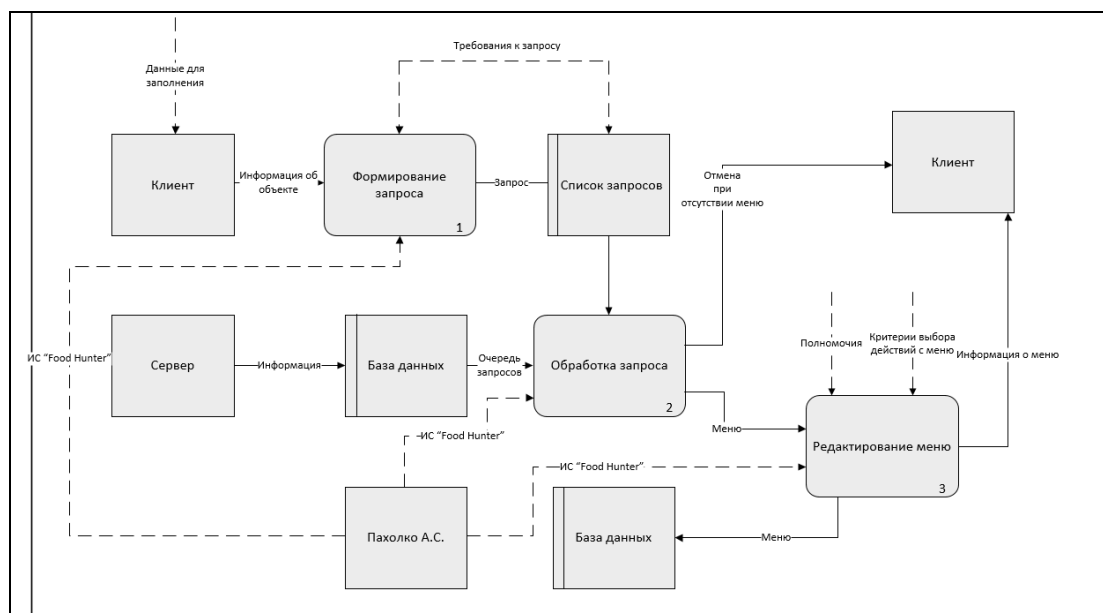 Требования к запросу
Данные для
заполнения
Клиент
Информация об
объекте
Формирование
запроса
1
Запрос
Список запросов
Отмена
при
отсутствии меню
Клиент
ИС “Food Hunter”
Сервер
Информация
База данных
Очередь
запросов
Обработка запроса
2
Полномочия
Критерии выбора
действий с меню
Информация о меню
ИС “Food Hunter”
Меню
Редактирование меню
3
ИС “Food Hunter”
Пахолко А.С.
База данных
Меню